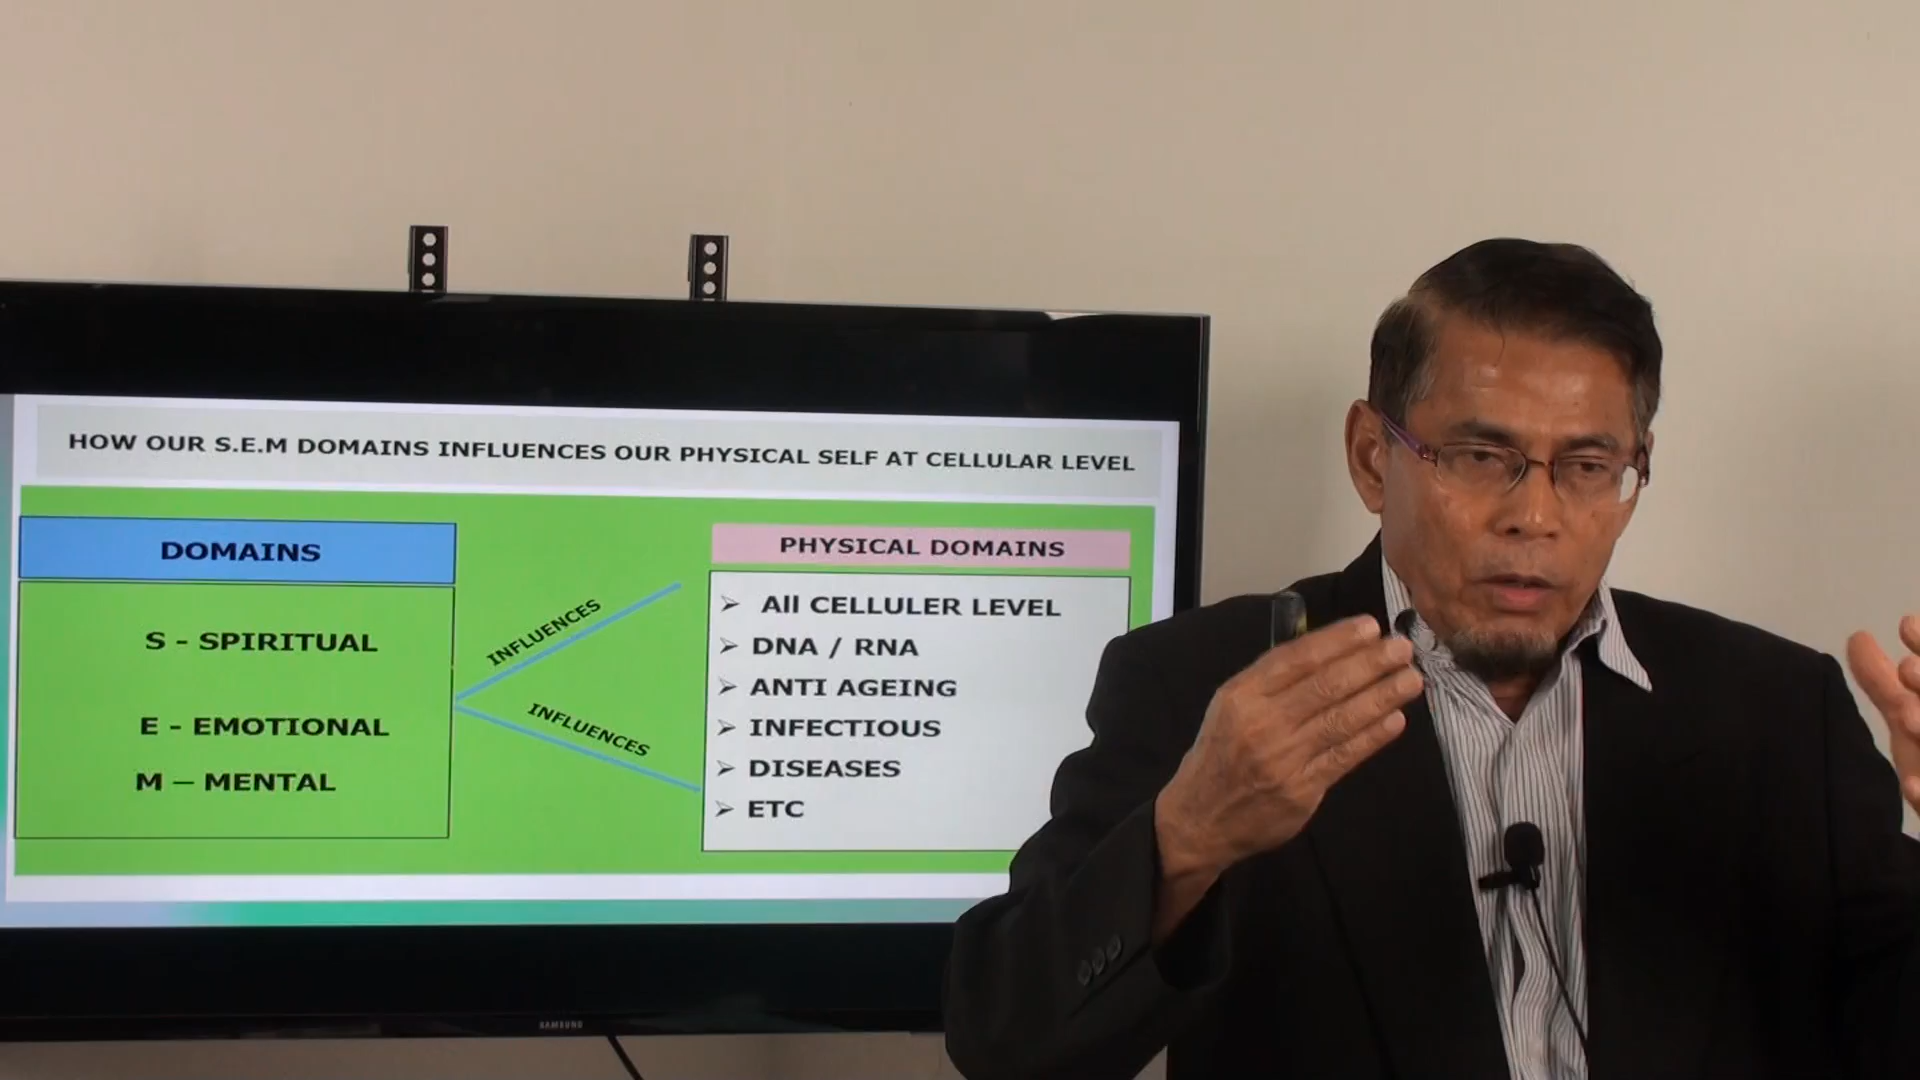 HOW OUR S.E.M DOMAINS INFLUENCES OUR PHYSICAL SELF AT CELLULAR LEVEL
DOMAINS
S - SPIRITUAL
E - EMOTIONAL
M – MENTAL
INFLUENCES
INFLUENCES
PHYSICAL DOMAINS
➢ All CELLULER LEVEL
➢ DNA / RNA
➢ ANTI AGEING
➢ INFECTIOUS
➢ DISEASES
➢ ETC
SAMSUNG